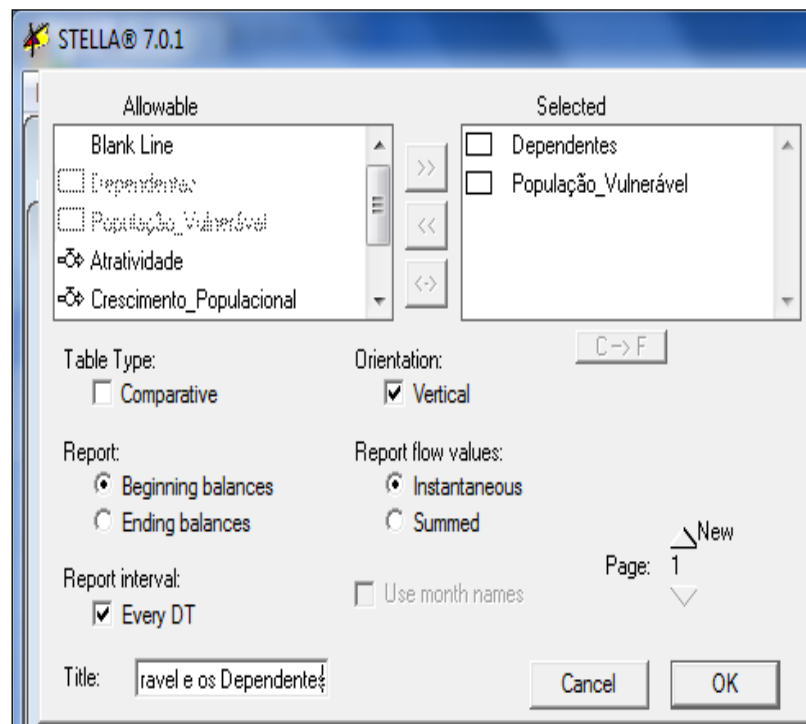 STELLA® 7.0.1
Allowable
Selected
Blank Line
Dependentes
População_Vulnerável
Atratividade
Crescimento_Populacional
>>
<<
<->
Dependentes
População_Vulnerável
C->F
Table Type:
Comparative
Orientation:
Vertical
Report:
Beginning balances
Ending balances
Report flow values:
Instantaneous
Summed
Report interval:
Every DT
Use month names
New
Page: 1
Title: ravel e os Dependentes
Cancel
OK